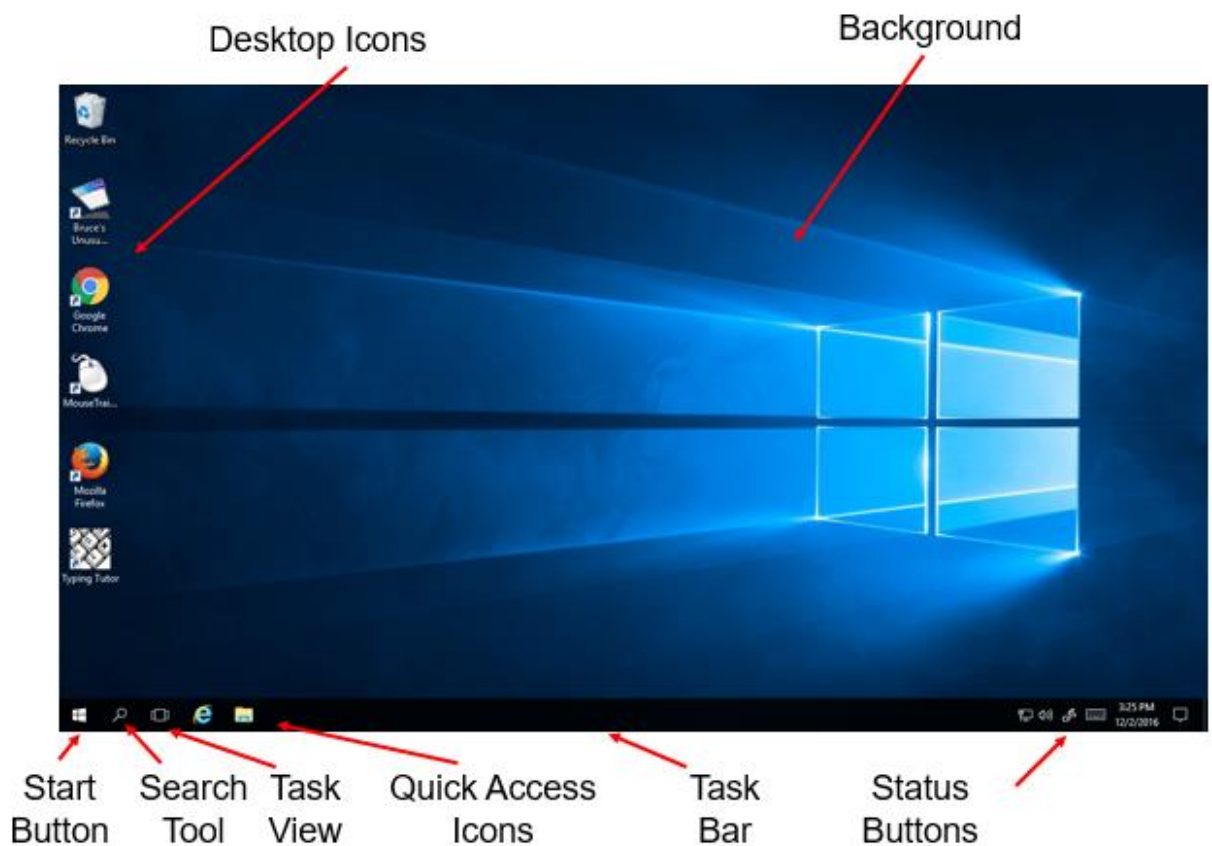 Desktop Icons
Background
Recycle Bin
Bruce's
Unusu...
Google
Chrome
MouseTrai...
Mozilla
Firefox
Typing Tutor
3:25 PM
12/2/2016
Start
Button
Search
Tool
Task
View
Quick Access
Icons
Task
Bar
Status
Buttons